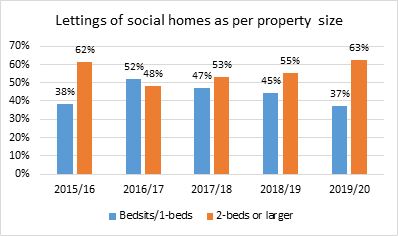 Lettings of social homes as per property size
70%
60%
50%
40%
30%
20%
10%
0%
38% 62% 52% 48% 47% 53% 45% 55% 37% 63%
2015/16 2016/17 2017/18 2018/19 2019/20
Bedsits/1-beds 2-beds or larger